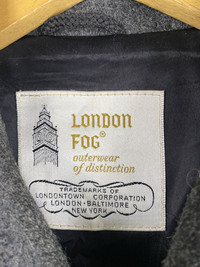 LONDON
FOG®
outerwear
of distinction
TRADEMARKS OF
LONDONTOWN CORPORATION
LONDON - BALTIMORE
NEW YORK